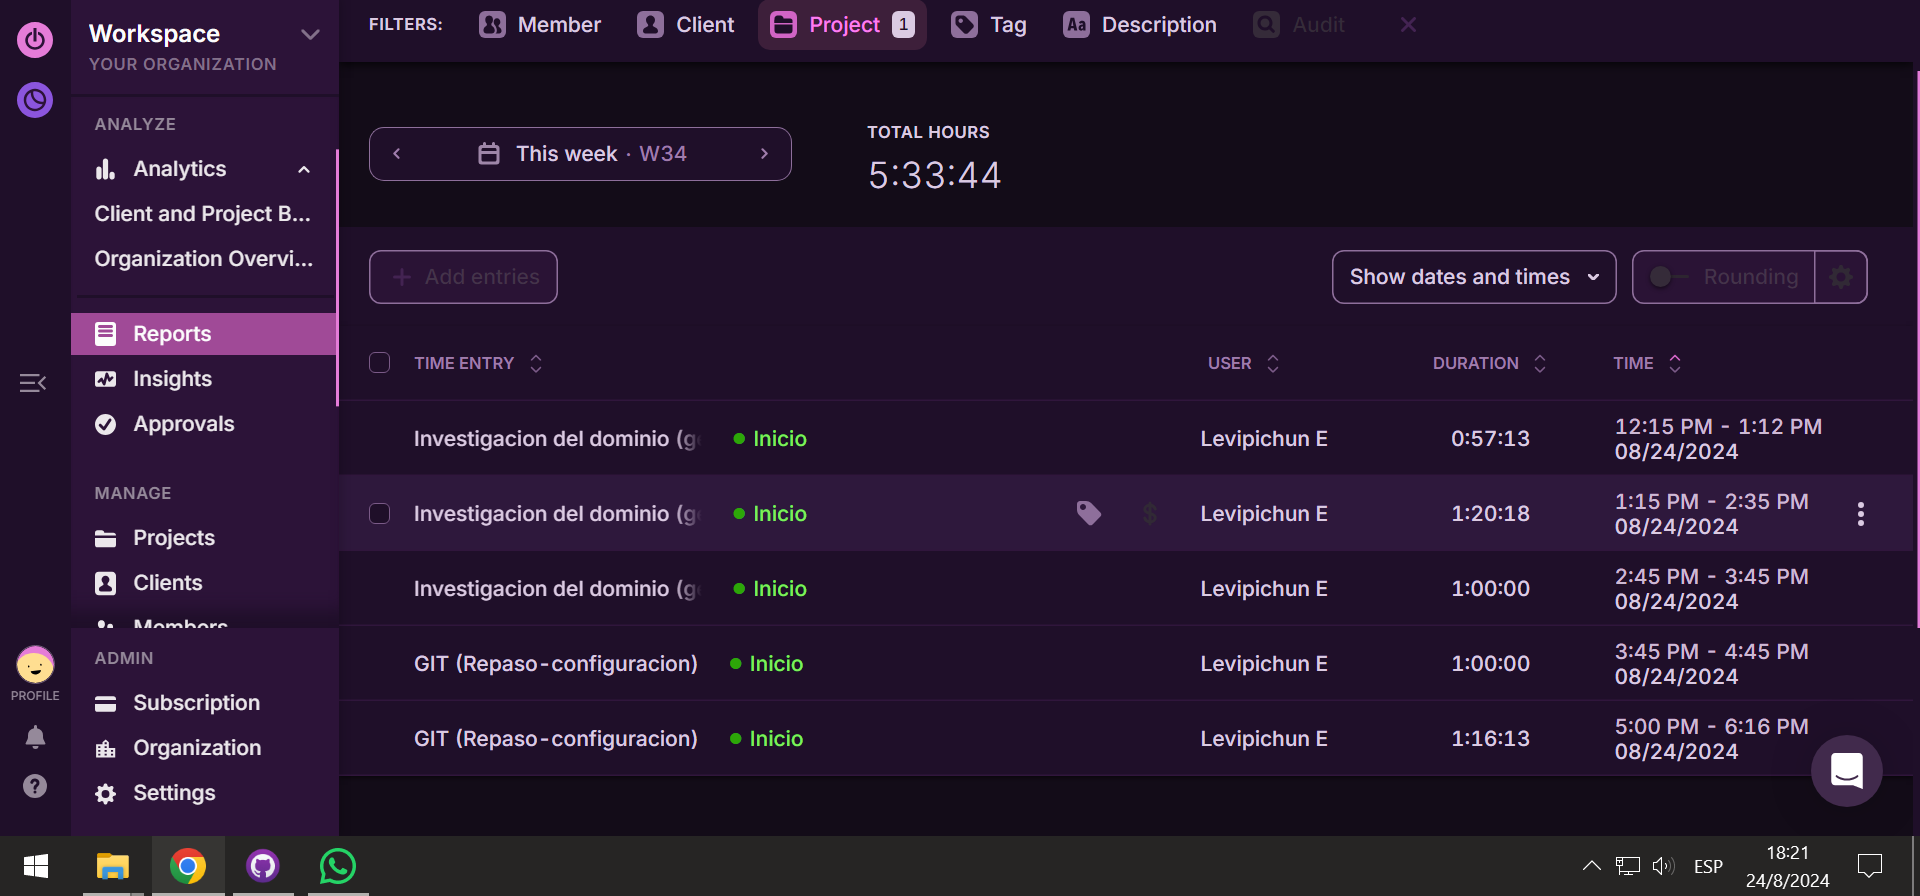 Workspace
YOUR ORGANIZATION
FILTERS:
Member
Client
Project 1
Tag
Aa Description
Audit
ANALYZE
Analytics
Client and Project B...
Organization Overvi...
Reports
Insights
Approvals
MANAGE
Projects
Clients
Members
ADMIN
Subscription
Organization
Settings
PROFILE
This week · W34
TOTAL HOURS
5:33:44
+ Add entries
Show dates and times
Rounding
TIME ENTRY USER DURATION TIME
Investigacion del dominio (g Inicio Levipichun E 0:57:13 12:15 PM - 1:12 PM
08/24/2024
Investigacion del dominio (g Inicio $ Levipichun E 1:20:18 1:15 PM - 2:35 PM
08/24/2024
Investigacion del dominio (g Inicio Levipichun E 1:00:00 2:45 PM - 3:45 PM
08/24/2024
GIT (Repaso-configuracion) Inicio Levipichun E 1:00:00 3:45 PM - 4:45 PM
08/24/2024
GIT (Repaso-configuracion) Inicio Levipichun E 1:16:13 5:00 PM - 6:16 PM
08/24/2024
ESP
18:21
24/8/2024